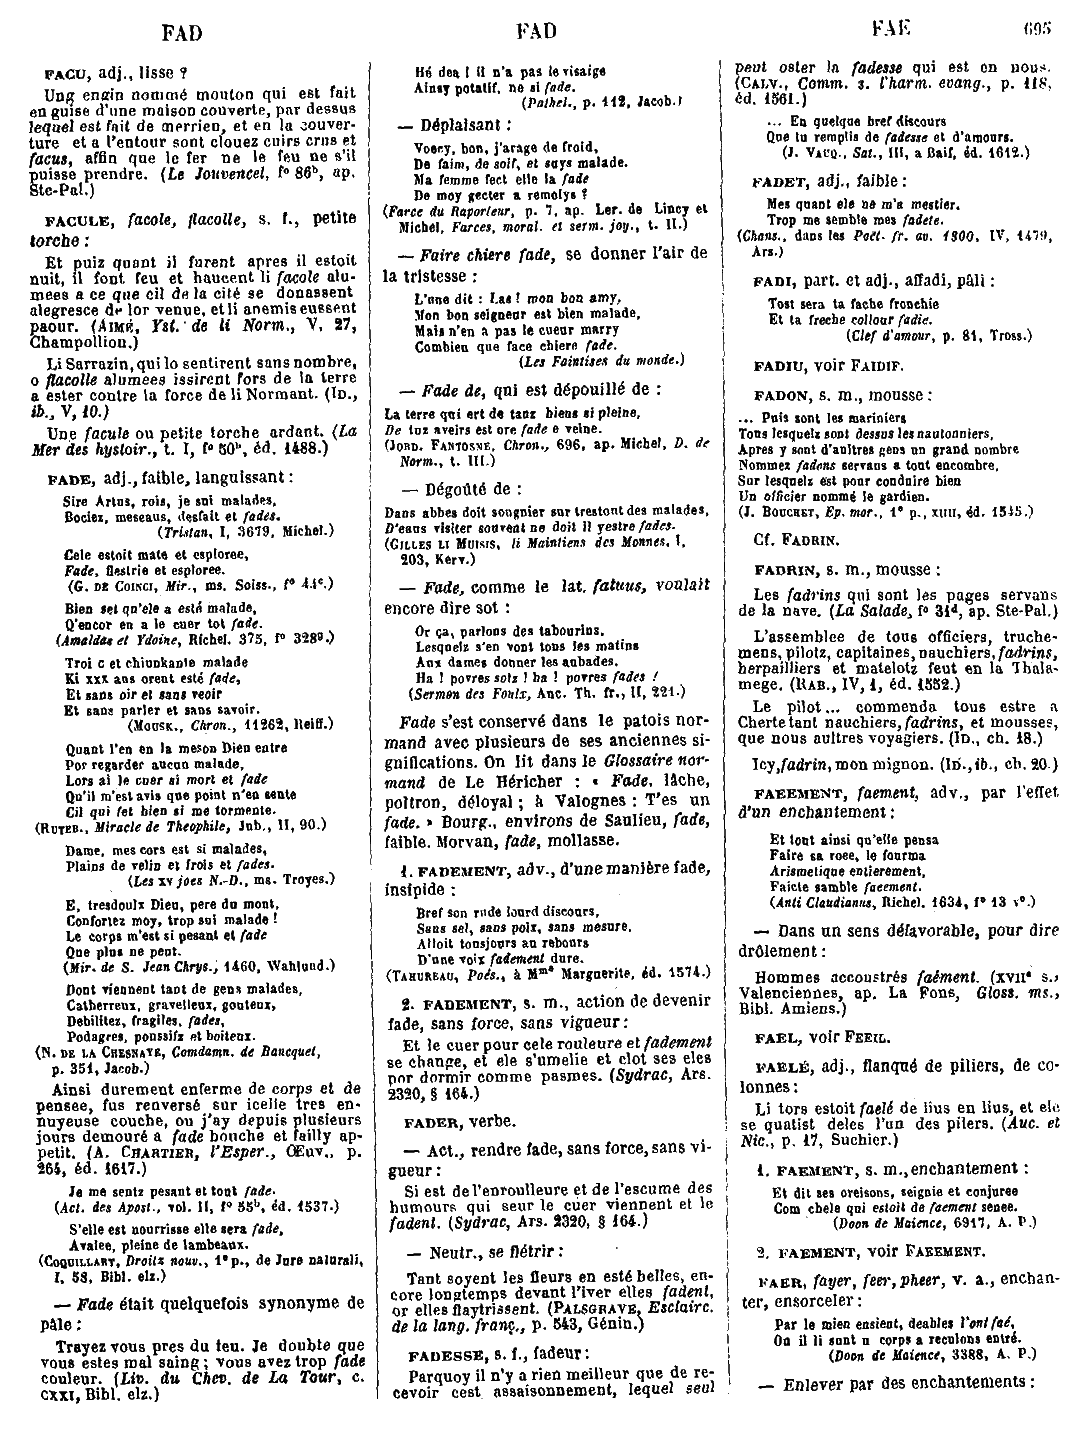 FAD
FAD
FAE
695
FACU, adj., lisse ?
Ung engin nommé mouton qui est fait
en guise d'une maison couverte, par dessus
lequel est fait de merrien, et en la couver-
ture et a l'entour sont clouez cuirs crus et
facus, affin que le fer ne le feu ne s'il
puisse prendre. (Le Jouvencel, f° 86ᵇ, ap.
Ste-Pal.)
FACULE, facole, flacolle, s. f., petite
torche :
Et puiz quant il furent apres il estoit
nuit, il font feu et haucent li facole alu-
mees a ce que cil de la cité se donassent
alegresce de lor venue, et li anemis eussent
paour. (AIMÉ, Yst. de li Norm., V, 27,
Champollion.)
Li Sarrazin, qui lo sentirent sans nombre,
o flacolle alumees issirent fors de la terre
a ester contre la force de li Normant. (ID.,
ib., V, 10.)
Une facule ou petite torche ardant. (La
Mer des hystoir., t. I, f° 50ᵇ, éd. 1488.)
FADE, adj., faible, languissant :
Sire Artus, rois, je sui malades,
Bociez, meseaus, desfait et fades.
(Tristan, I, 3679, Michel.)
Cele estoit mate et esploree,
Fade, flestrie et esploree.
(G. DE COINCI, Mir., ms. Soiss., f° 44ᶜ.)
Bien set qu'ele a esté malade,
Q'encor en a le cuer tot fade.
(Amaldas et Ydoine, Richel. 375, f° 328ᵍ.)
Troi c et chiunkante malade
Ki xxx ans orent esté fade,
Et sans oir et sans veoir
Et sans parler et sans savoir.
(MOUSK., Chron., 11262, Reiff.)
Quant l'en en la meson Dieu entre
Por regarder aucun malade,
Lors ai le cuer si mort et fade
Qu'il m'est avis que point n'en sente
Cil qui fet bien si me tormente.
(RUTEB., Miracle de Theophile, Jub., II, 90.)
Dame, mes cors est si malades,
Plains de velin et frois et fades.
(Les xv joes N.-D., ms. Troyes.)
E, tresdoulx Dieu, pere du mont,
Confortez moy, trop sui malade !
Le corps m'est si pesant et fade
Que plus ne peut.
(Mir. de S. Jean Chrys., 1460, Wahlund.)
Dont viennent tant de gens malades,
Catherreux, gravelleux, gouteux,
Debilitez, fragiles, fades,
Podagres, poussifz et boiteux.
(N. DE LA CHESNAYE, Comdamn. de Bancquet,
p. 351, Jacob.)
Ainsi durement enferme de corps et de
pensee, fus renversé sur icelle tres en-
nuyeuse couche, ou j'ay depuis plusieurs
jours demouré a fade bouche et failly ap-
petit. (A. CHARTIER, l'Esper., Œuv., p.
264, éd. 1617.)
Je me sentz pesant et tout fade.
(Act. des Apost., vol. II, f° 55ᵇ, éd. 1537.)
S'elle est nourrisse elle sera fade,
Avalee, pleine de lambeaux.
(COQUILLART, Droitz nouv., 1ᵉ p., de Jure naturali,
I, 58, Bibl. elz.)
— Fade était quelquefois synonyme de
pâle :
Trayez vous pres du feu. Je doubte que
vous estes mal saing ; vous avez trop fade
couleur. (Liv. du Chev. de La Tour, c.
CXXI, Bibl. elz.)
Hé dea ! il n'a pas le visaige
Ainsy potatif, ne si fade.
(Pathel., p. 112, Jacob.)
— Déplaisant :
Voecy, bon, j'arage de froid,
De faim, de soif, et suys malade.
Ma femme fect elle la fade
De moy gecter a remolys ?
(Farce du Raporteur, p. 7, ap. Ler. de Lincy et
Michel, Farces, moral. et serm. joy., t. II.)
— Faire chiere fade, se donner l'air de
la tristesse :
L'une dit : Las ! mon bon amy,
Mon bon seigneur est bien malade,
Mais n'en a pas le cueur marry
Combien que face chiere fade.
(Les Faintises du monde.)
— Fade de, qui est dépouillé de :
La terre qui ert de tanz biens si pleine,
De tuz aveirs est ore fade e veine.
(JORD. FANTOSNE, Chron., 696, ap. Michel, D. de
Norm., t. III.)
— Dégoûté de :
Dans abbes doit songnier sur trestont des malades,
D'eaus visiter souvent ne doit il yestre fades.
(GILLES LI MUISIS, li Maintiens des Monnes, I,
203, Kerv.)
— Fade, comme le lat. fatuus, voulait
encore dire sot :
Or ça, parlons des tabourins,
Lesquelz s'en vont tous les matins
Aux dames donner les aubades.
Ha ! povres sotz ! ha ! povres fades !
(Sermon des Foulx, Anc. Th. fr., II, 221.)
Fade s'est conservé dans le patois nor-
mand avec plusieurs de ses anciennes si-
gnifications. On lit dans le Glossaire nor-
mand de Le Héricher : « Fade, lâche,
poltron, déloyal ; à Valognes : T'es un
fade. » Bourg., environs de Saulieu, fade,
faible. Morvan, fade, mollasse.
1. FADEMENT, adv., d'une manière fade,
insipide :
Bref son rude lourd discours,
Sans sel, sans poix, sans mesure,
Alloit tousjours au rebours
D'une voix fadement dure.
(TAHUREAU, Poés., à Mᵐᵉ Marguerite, éd. 1574.)
2. FADEMENT, s. m., action de devenir
fade, sans force, sans vigueur :
Et le cuer pour cele rouleure et fadement
se change, et ele s'umelie et clot ses eles
por dormir comme pasmes. (Sydrac, Ars.
2320, § 164.)
FADER, verbe.
— Act., rendre fade, sans force, sans vi-
gueur :
Si est de l'enroulleure et de l'escume des
humours qui seur le cuer viennent et le
fadent. (Sydrac, Ars. 2320, § 164.)
— Neutr., se flétrir :
Tant soyent les fleurs en esté belles, en-
core longtemps devant l'iver elles fadent,
or elles flaytrissent. (PALSGRAVE, Esclairc.
de la lang. franç., p. 543, Génin.)
FADESSE, s. f., fadeur :
Parquoy il n'y a rien meilleur que de re-
cevoir cest assaisonnement, lequel seul
peut oster la fadesse qui est en nous.
(CALV., Comm. s. l'harm. evang., p. 118,
éd. 1561.)
... En quelque bref discours
Que tu remplis de fadesse et d'amours.
(J. VACQ., Sat., III, a Baif, éd. 1612.)
FADET, adj., faible :
Mes quant ele ne m'a mestier,
Trop me semble mes fadete.
(Chans., dans les Poët. fr. av. 1300, IV, 1479,
Ars.)
FADI, part. et adj., affadi, pâli :
Tost sera ta fache fronchie
Et ta freche collour fadie.
(Clef d'amour, p. 81, Tross.)
FADIU, voir FAIDIF.
FADON, s. m., mousse :
... Puis sont les mariniers
Tous lesquelz sont dessus les nautonniers,
Apres y sont d'aultres gens un grand nombre
Nommez fadons servans a tout encombre,
Sur lesquelz est pour conduire bien
Un officier nommé le gardien.
(J. BOUCHET, Ep. mor., 1ᵉ p., XIIII, éd. 1545.)
Cf. FADRIN.
FADRIN, s. m., mousse :
Les fadrins qui sont les pages servans
de la nave. (La Salade, f° 31ᵈ, ap. Ste-Pal.)
L'assemblee de tous officiers, truche-
mens, pilotz, capitaines, nauchiers, fadrins,
herpailliers et matelotz feut en la Thala-
mege. (RAB., IV, 1, éd. 1552.)
Le pilot... commenda tous estre a
Cherte tant nauchiers, fadrins, et mousses,
que nous aultres voyagiers. (ID., ch. 18.)
Icy, fadrin, mon mignon. (ID., ib., ch. 20.)
FAEEMENT, faement, adv., par l'effet
d'un enchantement :
Et tout ainsi qu'elle pensa
Faire sa roee, le fourma
Arismetique entierement,
Faicte samble faeement.
(Anti Claudianus, Richel. 1634, f° 13 v°.)
— Dans un sens défavorable, pour dire
drôlement :
Hommes accoustrés faément. (XVIIᵉ s.,
Valenciennes, ap. La Fons, Gloss. ms.,
Bibl. Amiens.)
FAEL, voir FEEIL.
FAELÉ, adj., flanqué de piliers, de co-
lonnes :
Li tors estoit faelé de lius en lius, et ele
se quatist deles l'un des pilers. (Auc. et
Nic., p. 17, Suchier.)
1. FAEMENT, s. m., enchantement :
Et dit ses oreisons, seignie et conjuree
Com chele qui estoit de faement senee.
(Doon de Maience, 6917, A. P.)
2. FAEMENT, voir FAEEMENT.
FAER, fayer, feer, pheer, v. a., enchan-
ter, ensorceler :
Par le mien ensient, deables l'ont faé,
Ou il li sunt u corps a reculons entré.
(Doon de Maience, 3388, A. P.)
— Enlever par des enchantements :